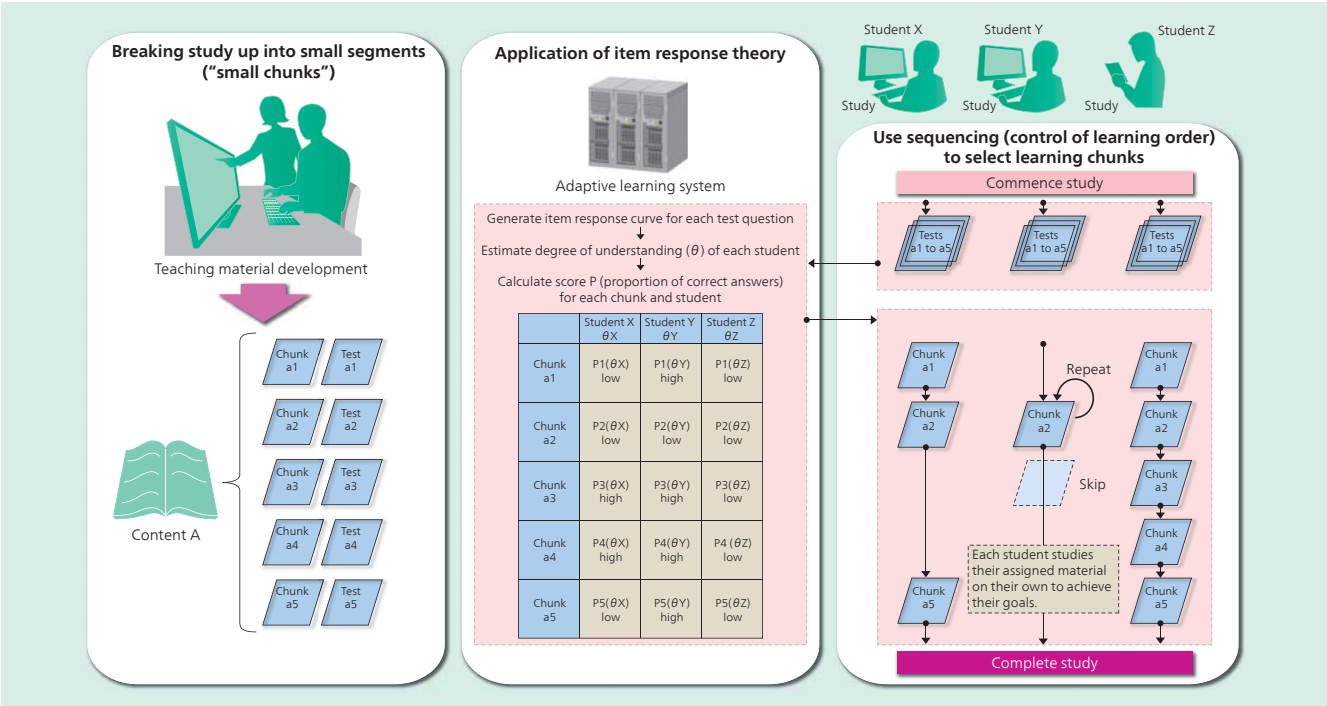 Breaking study up into small segments
(“small chunks”)
Teaching material development
Chunk
a1
Test
a1
Chunk
a2
Test
a2
Chunk
a3
Test
a3
Chunk
a4
Test
a4
Chunk
a5
Test
a5
Content A
Application of item response theory
Adaptive learning system
Generate item response curve for each test question
Estimate degree of understanding (θ) of each student
Calculate score P (proportion of correct answers)
for each chunk and student
Student X
θX
Student Y
θY
Student Z
θZ
Chunk
a1
P1(θX)
low
P1(θY)
high
P1(θZ)
low
Chunk
a2
P2(θX)
low
P2(θY)
low
P2(θZ)
low
Chunk
a3
P3(θX)
high
P3(θY)
high
P3(θZ)
low
Chunk
a4
P4(θX)
high
P4(θY)
high
P4 (θZ)
low
Chunk
a5
P5(θX)
low
P5(θY)
high
P5(θZ)
low
Student X
Study
Student Y
Study
Student Z
Study
Use sequencing (control of learning order)
to select learning chunks
Commence study
Tests
a1 to a5
Tests
a1 to a5
Tests
a1 to a5
Chunk
a1
Chunk
a2
Chunk
a5
Repeat
Chunk
a2
Skip
Each student studies
their assigned material
on their own to achieve
their goals.
Chunk
a1
Chunk
a2
Chunk
a3
Chunk
a4
Chunk
a5
Complete study